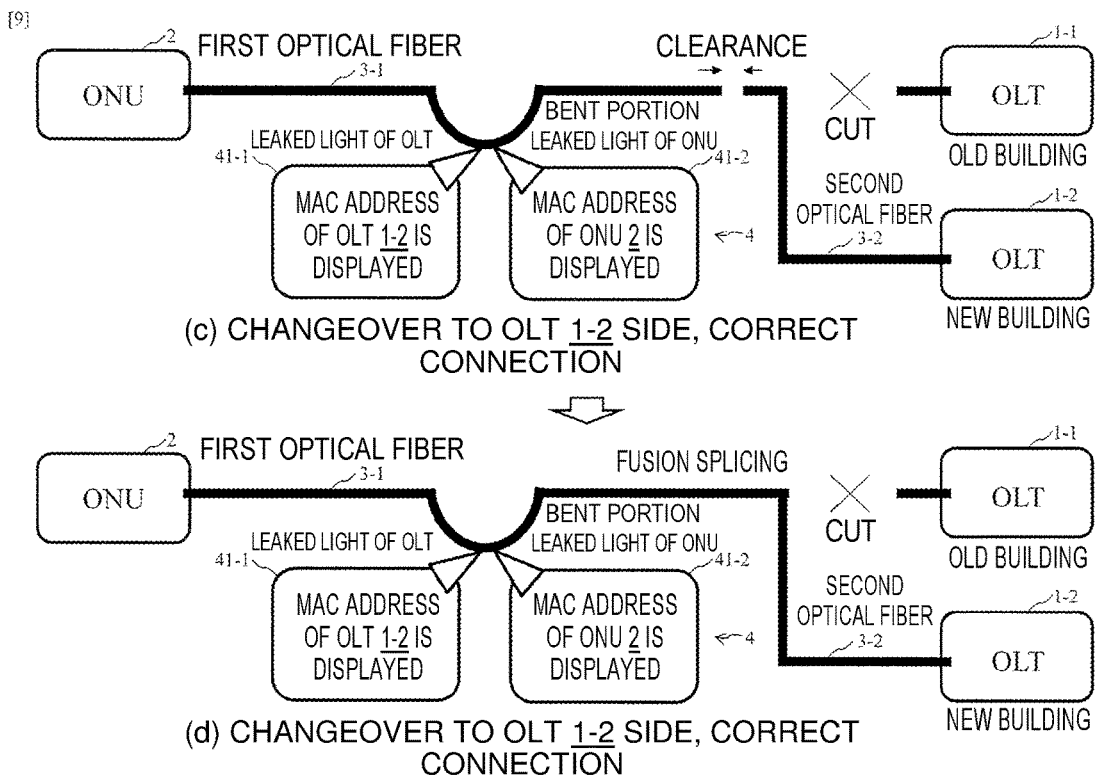 [9]
2
FIRST OPTICAL FIBER
CLEARANCE
1-1
3-1
ONU
OLT
BENT PORTION
CUT
LEAKED LIGHT OF OLT
LEAKED LIGHT OF ONU
OLD BUILDING
41-1
41-2
SECOND
OPTICAL FIBER
1-2
MAC ADDRESS
OF OLT 1-2 IS
DISPLAYED
MAC ADDRESS
OF ONU 2 IS
DISPLAYED
4
3-2
OLT
NEW BUILDING
(c) CHANGEOVER TO OLT 1-2 SIDE, CORRECT
CONNECTION
2
FIRST OPTICAL FIBER
FUSION SPLICING
1-1
3-1
ONU
OLT
BENT PORTION
CUT
LEAKED LIGHT OF OLT
LEAKED LIGHT OF ONU
OLD BUILDING
41-1
41-2
SECOND
OPTICAL FIBER
1-2
MAC ADDRESS
OF OLT 1-2 IS
DISPLAYED
MAC ADDRESS
OF ONU 2 IS
DISPLAYED
4
3-2
OLT
NEW BUILDING
(d) CHANGEOVER TO OLT 1-2 SIDE, CORRECT
CONNECTION